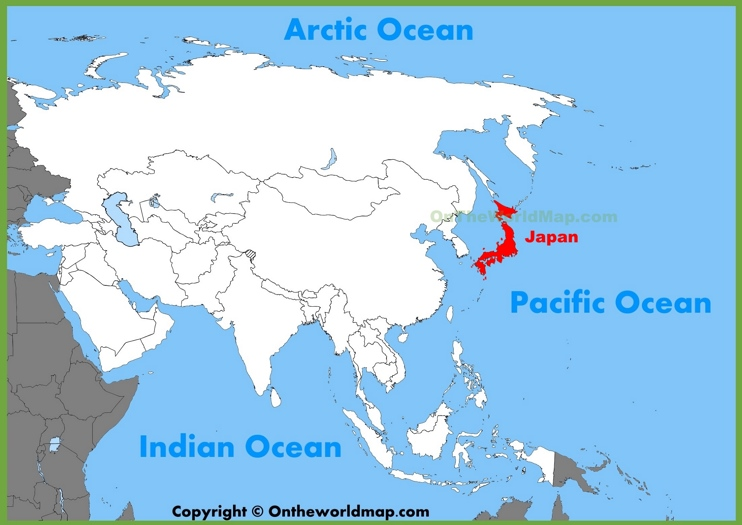 Arctic Ocean
OnTheWorldMap.com
Japan
Pacific Ocean
Indian Ocean
Copyright © Ontheworldmap.com